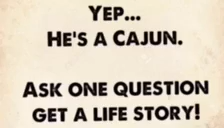 YEP...
HE'S A CAJUN.
ASK ONE QUESTION
GET A LIFE STORY!